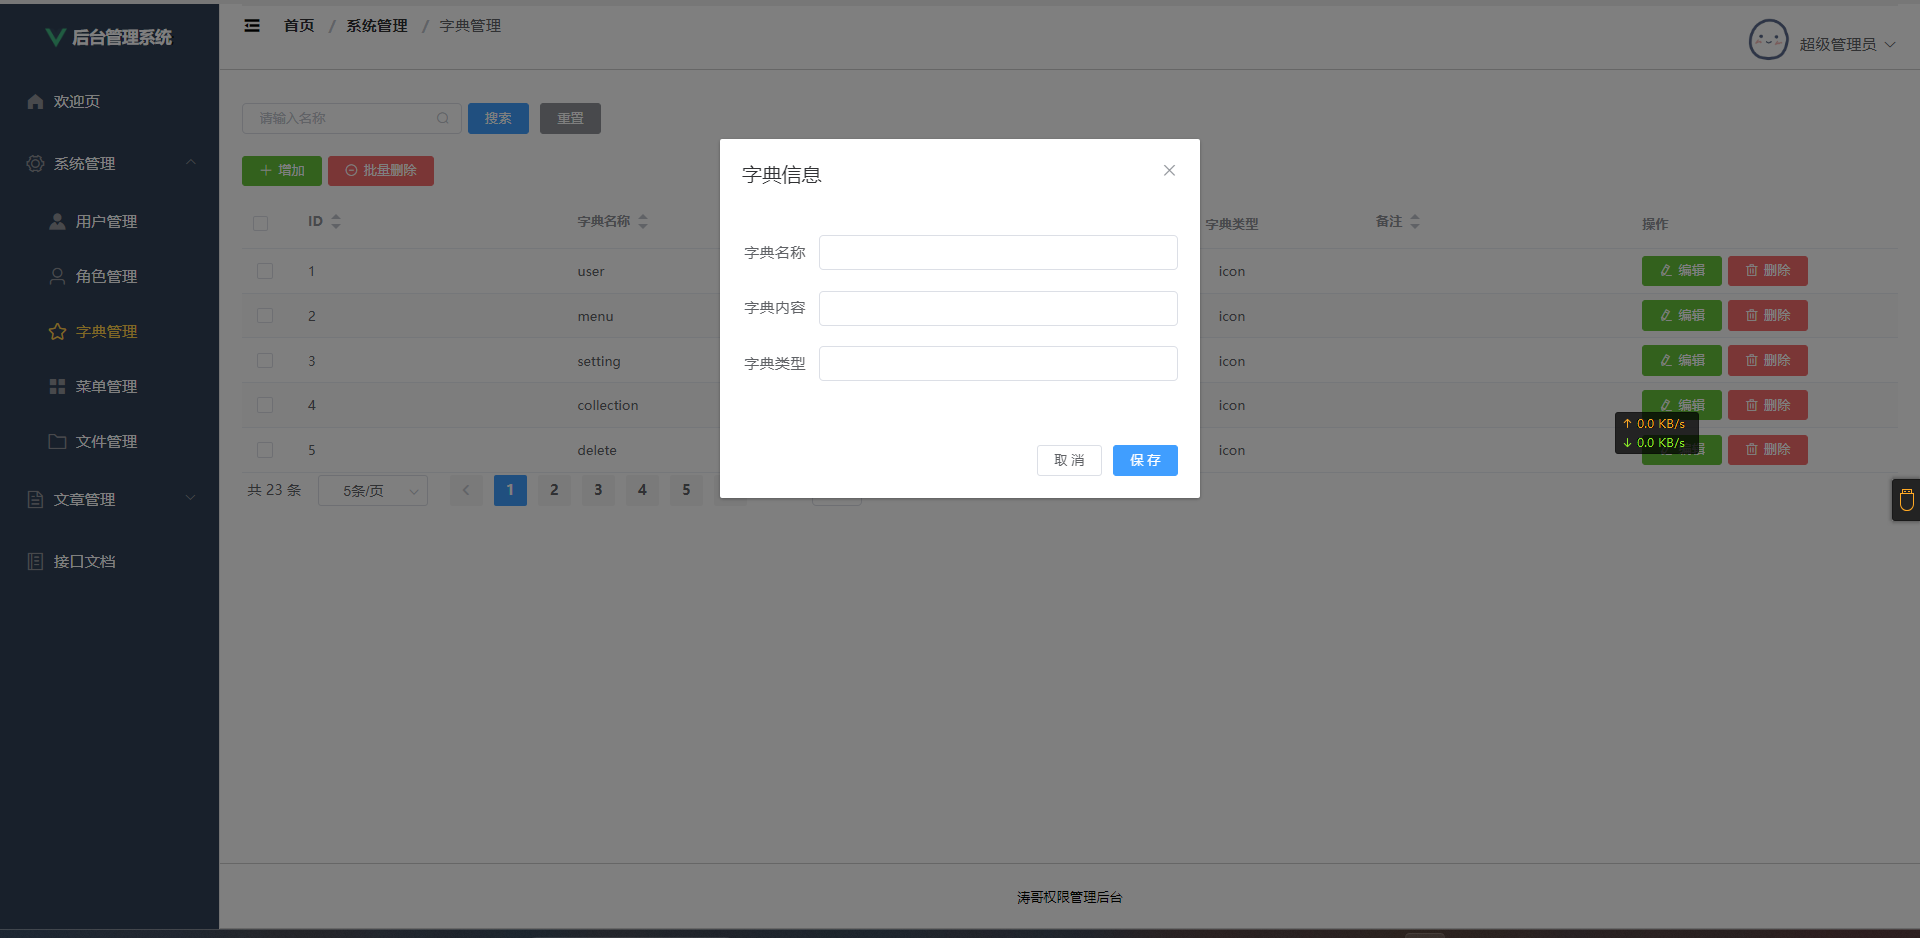 后台管理系统
首页 / 系统管理 / 字典管理
超级管理员
欢迎页
系统管理
用户管理
角色管理
字典管理
菜单管理
文件管理
文章管理
接口文档
请输入名称 搜索 重置
增加 批量删除
ID 字典名称 字典类型 备注 操作
1 user icon 编辑 删除
2 menu icon 编辑 删除
3 setting icon 编辑 删除
4 collection icon 编辑 删除
5 delete icon 编辑 删除
共 23 条 5条/页 1 2 3 4 5
字典信息
字典名称
字典内容
字典类型
取 消 保 存
↑ 0.0 KB/s
↓ 0.0 KB/s
涛哥权限管理后台